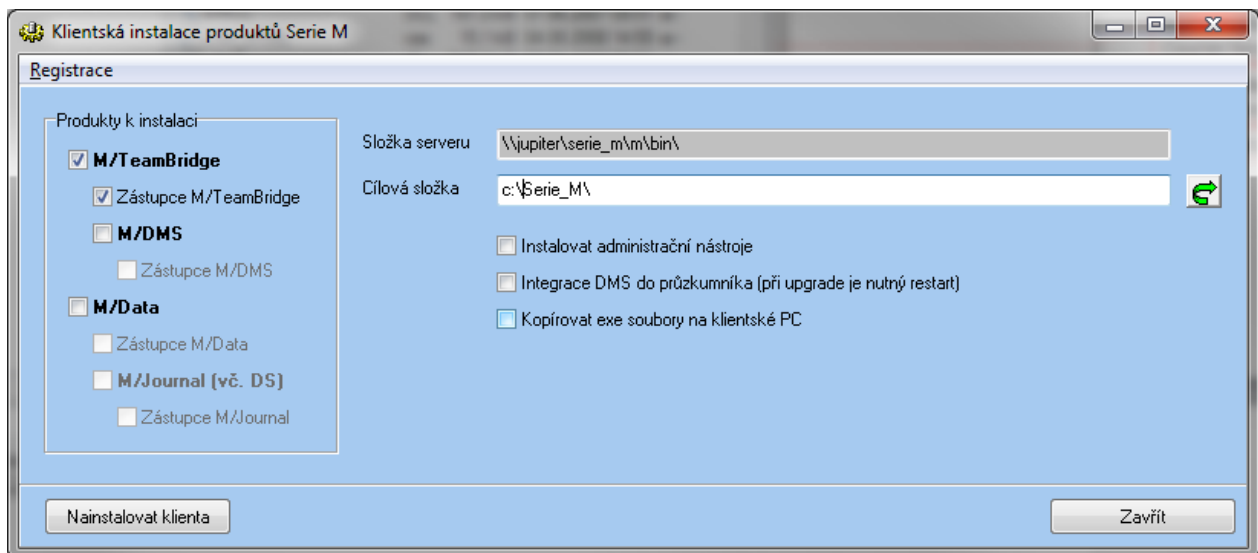 Klientská instalace produktů Serie M
Registrace
Produkty k instalaci
M/TeamBridge
Zástupce M/TeamBridge
M/DMS
Zástupce M/DMS
M/Data
Zástupce M/Data
M/Journal (vč. DS)
Zástupce M/Journal
Složka serveru
\\jupiter\serie_m\m\bin\
Cílová složka
c:\Serie_M\
Instalovat administrační nástroje
Integrace DMS do průzkumníka (při upgrade je nutný restart)
Kopírovat exe soubory na klientské PC
Nainstalovat klienta
Zavřít